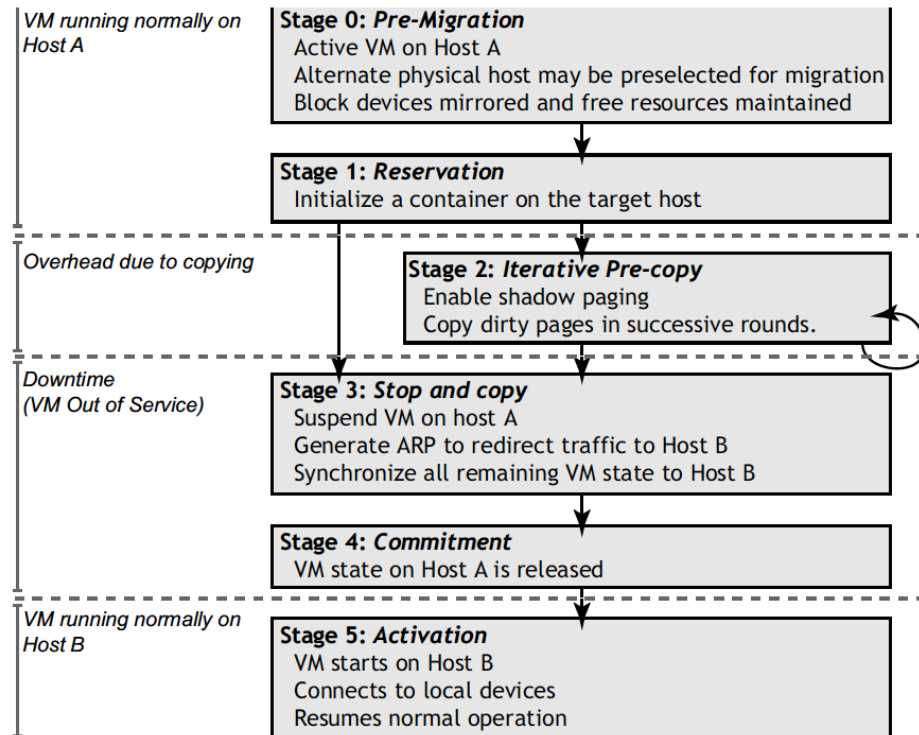 VM running normally on
Host A
Stage 0: Pre-Migration
Active VM on Host A
Alternate physical host may be preselected for migration
Block devices mirrored and free resources maintained
Stage 1: Reservation
Initialize a container on the target host
Overhead due to copying
Stage 2: Iterative Pre-copy
Enable shadow paging
Copy dirty pages in successive rounds.
Downtime
(VM Out of Service)
Stage 3: Stop and copy
Suspend VM on host A
Generate ARP to redirect traffic to Host B
Synchronize all remaining VM state to Host B
Stage 4: Commitment
VM state on Host A is released
VM running normally on
Host B
Stage 5: Activation
VM starts on Host B
Connects to local devices
Resumes normal operation